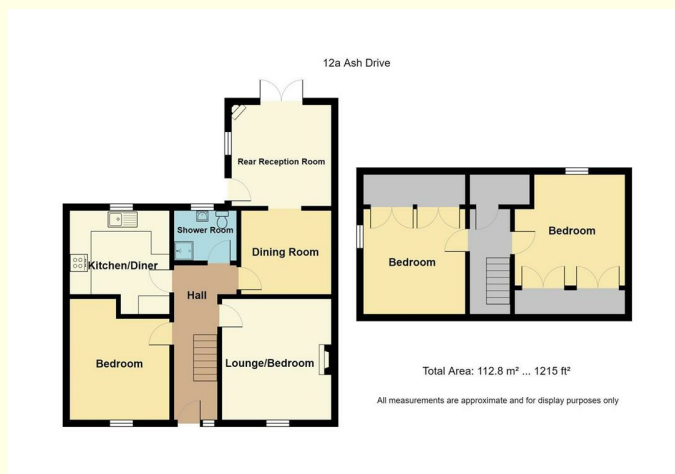 12a Ash Drive
Rear Reception Room
Shower Room
Kitchen/Diner
Dining Room
Hall
Bedroom
Lounge/Bedroom
Bedroom
Bedroom
Total Area: 112.8 m² ... 1215 ft²
All measurements are approximate and for display purposes only